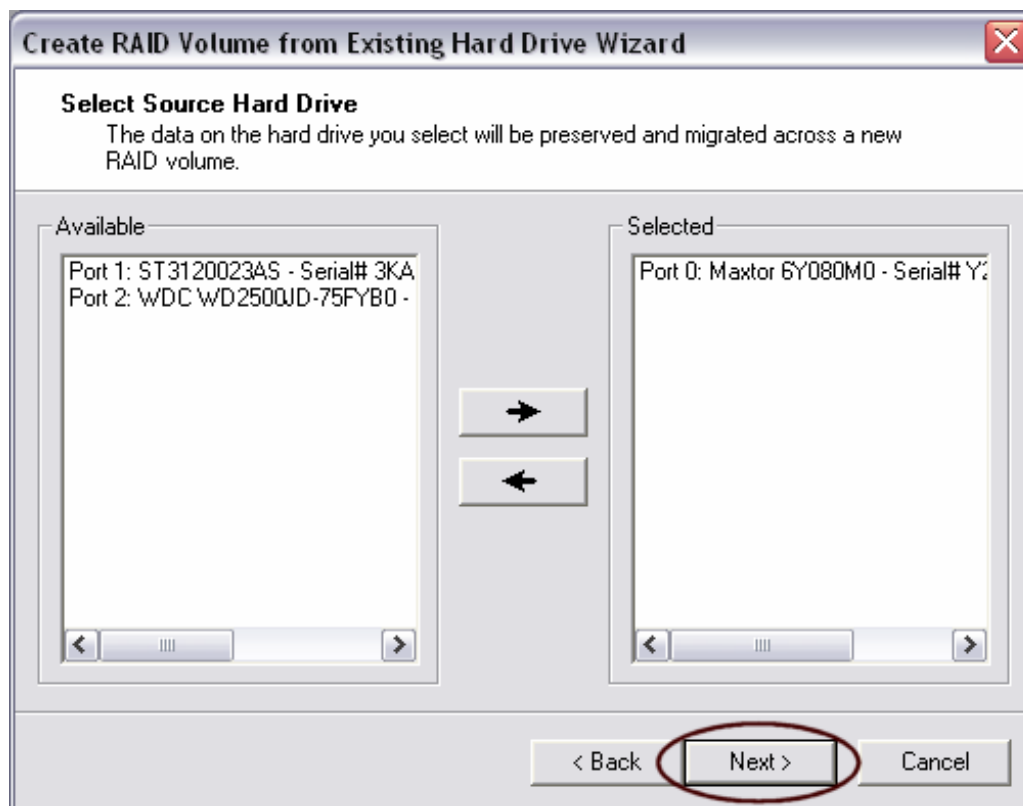 Create RAID Volume from Existing Hard Drive Wizard
Select Source Hard Drive
The data on the hard drive you select will be preserved and migrated across a new
RAID volume.
Available
Port 1: ST3120023AS - Serial# 3KA
Port 2: WDC WD2500JD-75FYB0 -
Selected
Port 0: Maxtor 6Y080M0 - Serial# Y2
< Back
Next >
Cancel